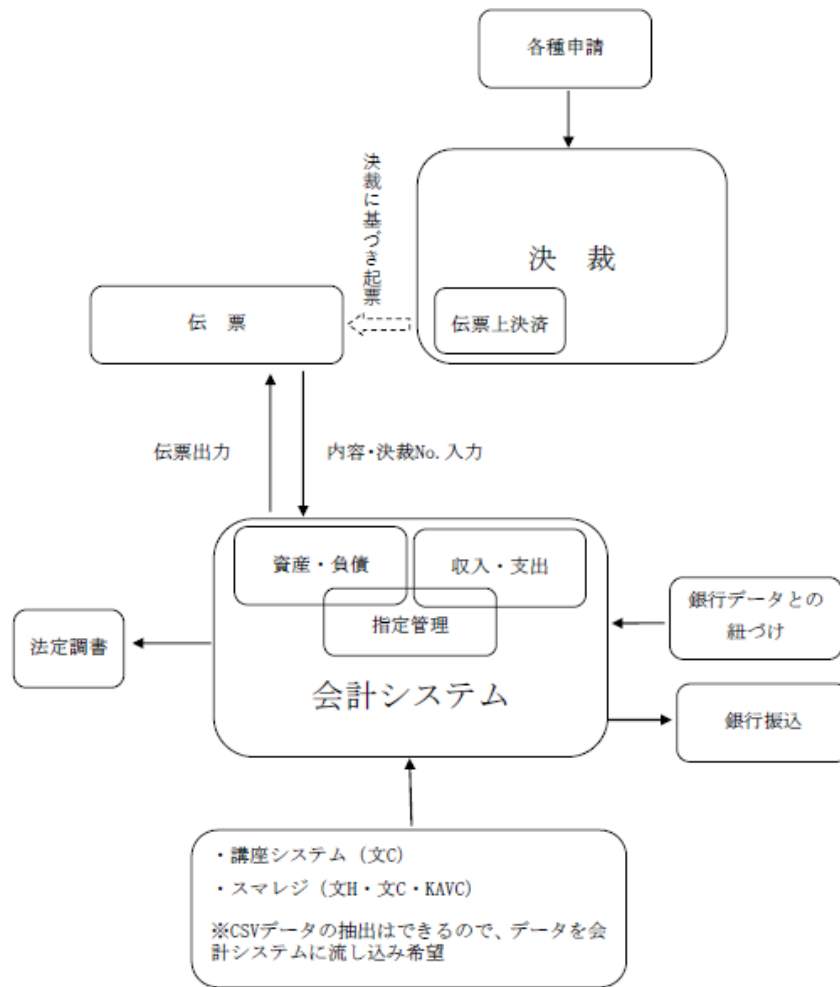 各種申請
決裁に基づき起票
決　裁
伝票上決済
伝　票
伝票出力
内容・決裁No.入力
資産・負債
収入・支出
指定管理
会計システム
法定調書
銀行データとの
紐づけ
銀行振込
・講座システム（文C）
・スマレジ（文H・文C・KAVC）
※CSVデータの抽出はできるので、データを会
計システムに流し込み希望